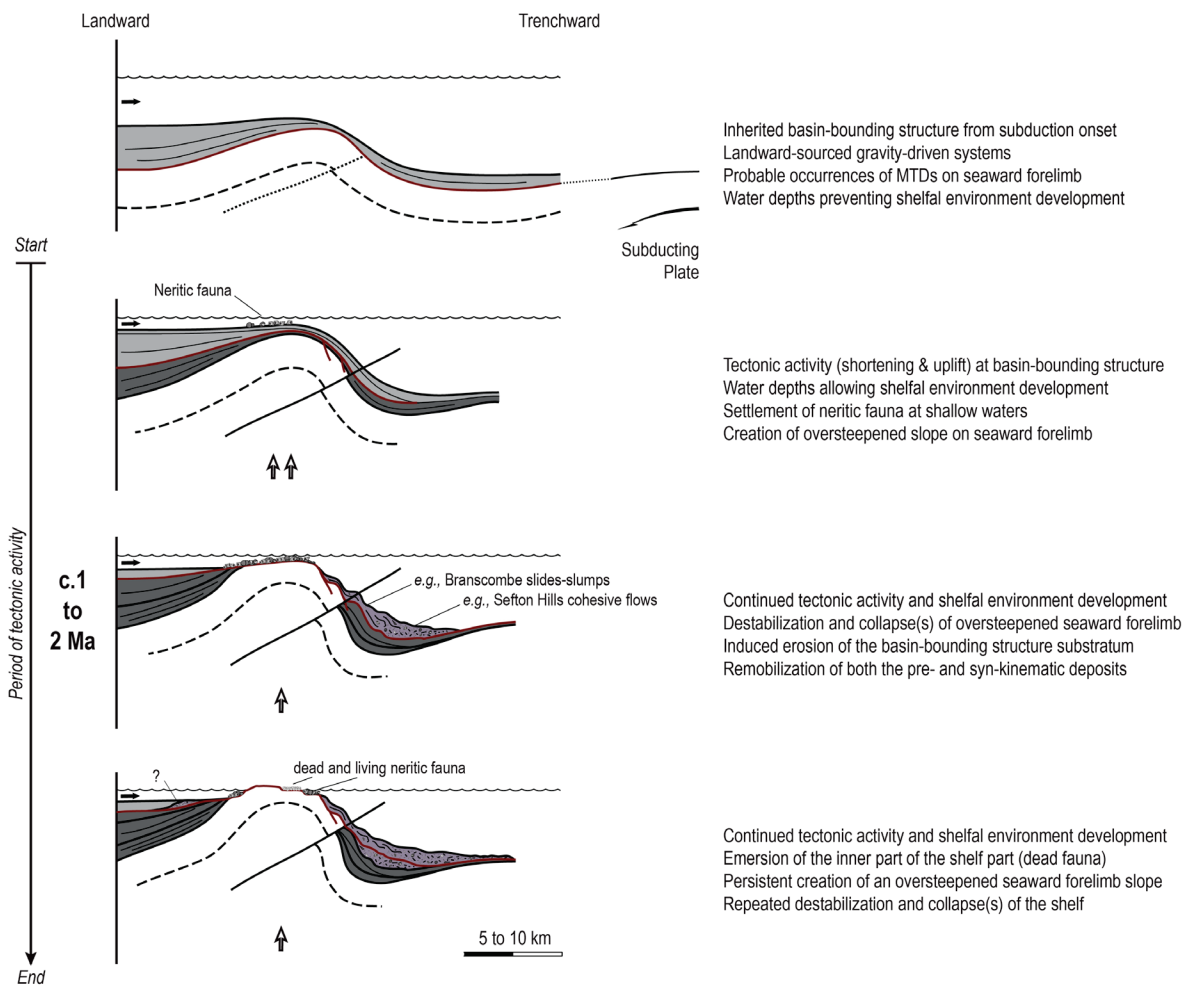 Landward
Trenchward
Inherited basin-bounding structure from subduction onset
Landward-sourced gravity-driven systems
Probable occurrences of MTDs on seaward forelimb
Water depths preventing shelfal environment development
Subducting
Plate
Start
Neritic fauna
Tectonic activity (shortening & uplift) at basin-bounding structure
Water depths allowing shelfal environment development
Settlement of neritic fauna at shallow waters
Creation of oversteepened slope on seaward forelimb
Period of tectonic activity
c.1
to
2 Ma
e.g., Branscombe slides-slumps
e.g., Sefton Hills cohesive flows
Continued tectonic activity and shelfal environment development
Destabilization and collapse(s) of oversteepened seaward forelimb
Induced erosion of the basin-bounding structure substratum
Remobilization of both the pre- and syn-kinematic deposits
?
dead and living neritic fauna
Continued tectonic activity and shelfal environment development
Emersion of the inner part of the shelf part (dead fauna)
Persistent creation of an oversteepened seaward forelimb slope
Repeated destabilization and collapse(s) of the shelf
5 to 10 km
End